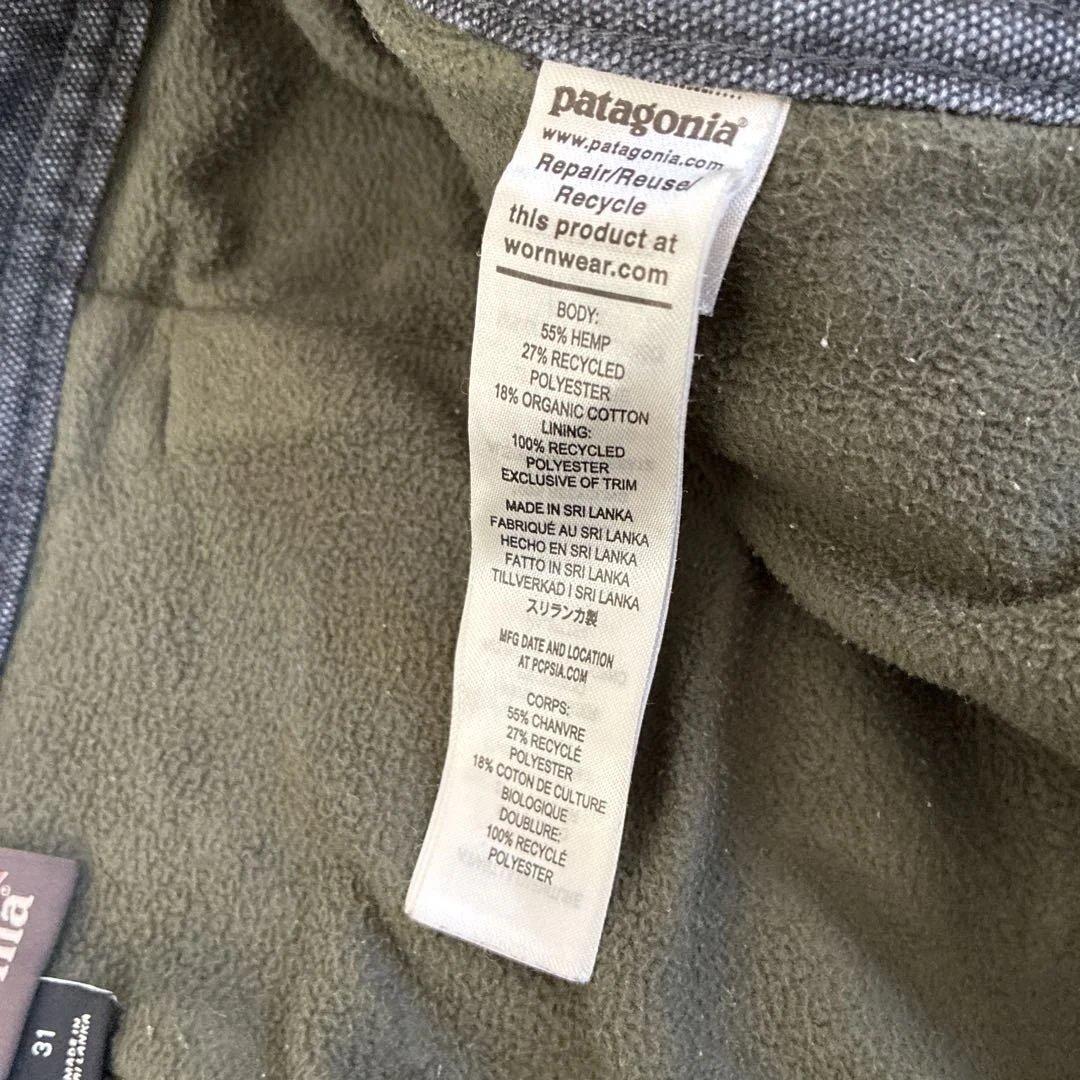 patagonia®
www.patagonia.com
Repair/Reuse/
Recycle
this product at
wornwear.com
BODY:
55% HEMP
27% RECYCLED
POLYESTER
18% ORGANIC COTTON
LINING:
100% RECYCLED
POLYESTER
EXCLUSIVE OF TRIM
MADE IN SRI LANKA
FABRIQUÉ AU SRI LANKA
HECHO EN SRI LANKA
FATTO IN SRI LANKA
TILLVERKAD I SRI LANKA
スリランカ製
MFG DATE AND LOCATION
AT PCPSIA.COM
CORPS:
55% CHANVRE
27% RECYCLÉ
POLYESTER
18% COTON DE CULTURE
BIOLOGIQUE
DOUBLURE:
100% RECYCLÉ
POLYESTER
31
MADE IN
SRI LANKA